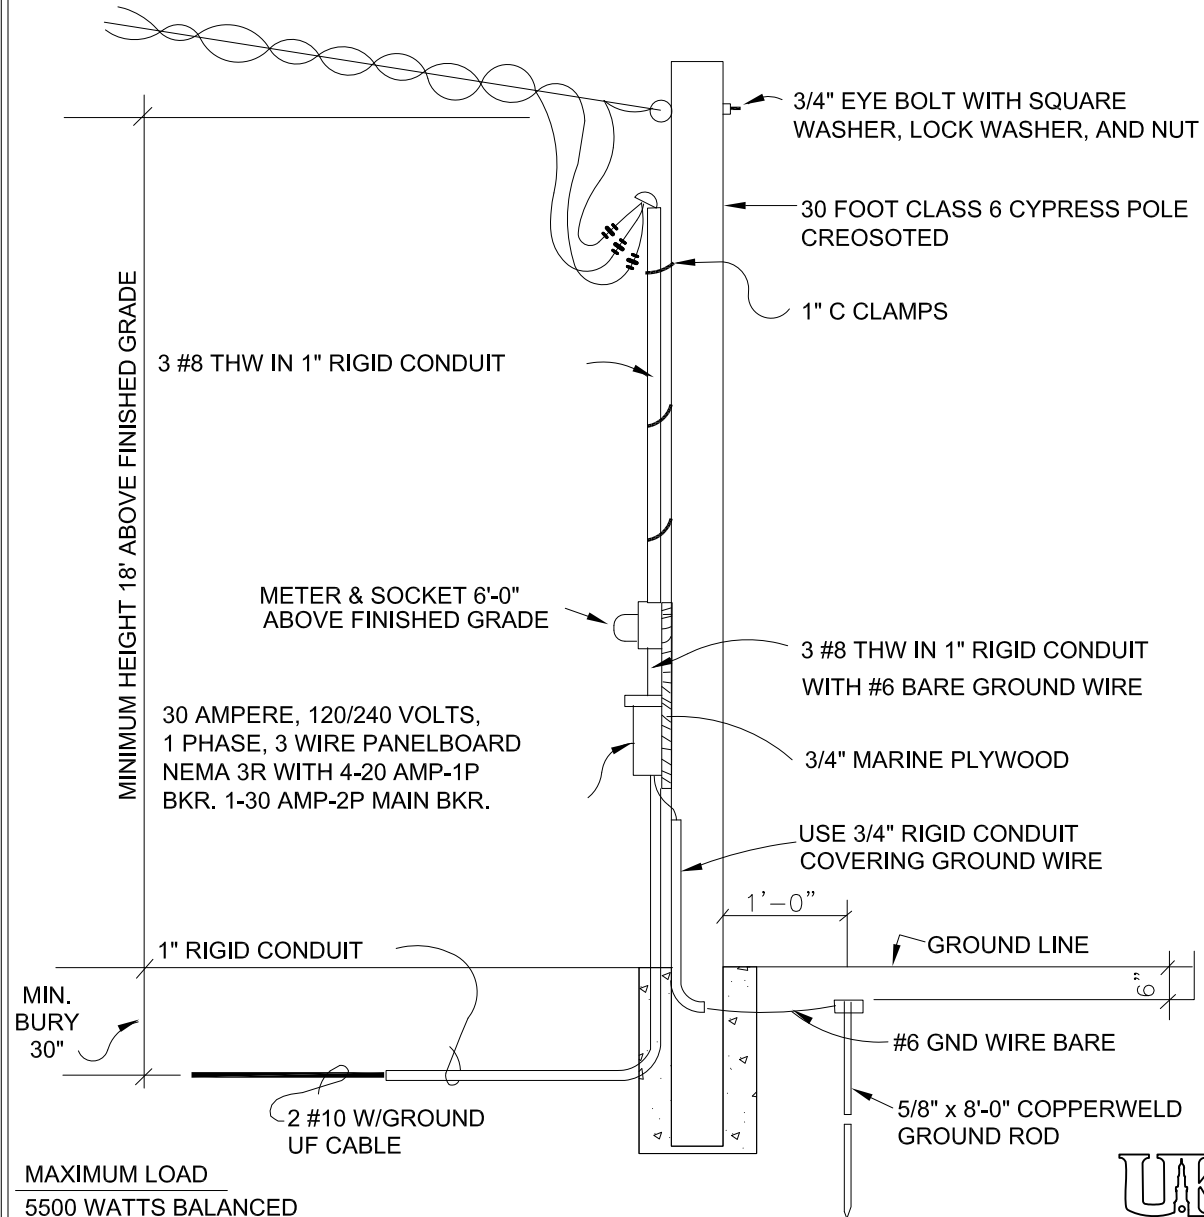 3/4" EYE BOLT WITH SQUARE
WASHER, LOCK WASHER, AND NUT
30 FOOT CLASS 6 CYPRESS POLE
CREOSOTED
1" C CLAMPS
MINIMUM HEIGHT 18' ABOVE FINISHED GRADE
3 #8 THW IN 1" RIGID CONDUIT
METER & SOCKET 6'-0"
ABOVE FINISHED GRADE
3 #8 THW IN 1" RIGID CONDUIT
WITH #6 BARE GROUND WIRE
30 AMPERE, 120/240 VOLTS,
1 PHASE, 3 WIRE PANELBOARD
NEMA 3R WITH 4-20 AMP-1P
BKR. 1-30 AMP-2P MAIN BKR.
3/4" MARINE PLYWOOD
USE 3/4" RIGID CONDUIT
COVERING GROUND WIRE
1'-0"
1" RIGID CONDUIT
GROUND LINE
6"
MIN.
BURY
30"
#6 GND WIRE BARE
2 #10 W/GROUND
UF CABLE
5/8" x 8'-0" COPPERWELD
GROUND ROD
MAXIMUM LOAD
5500 WATTS BALANCED